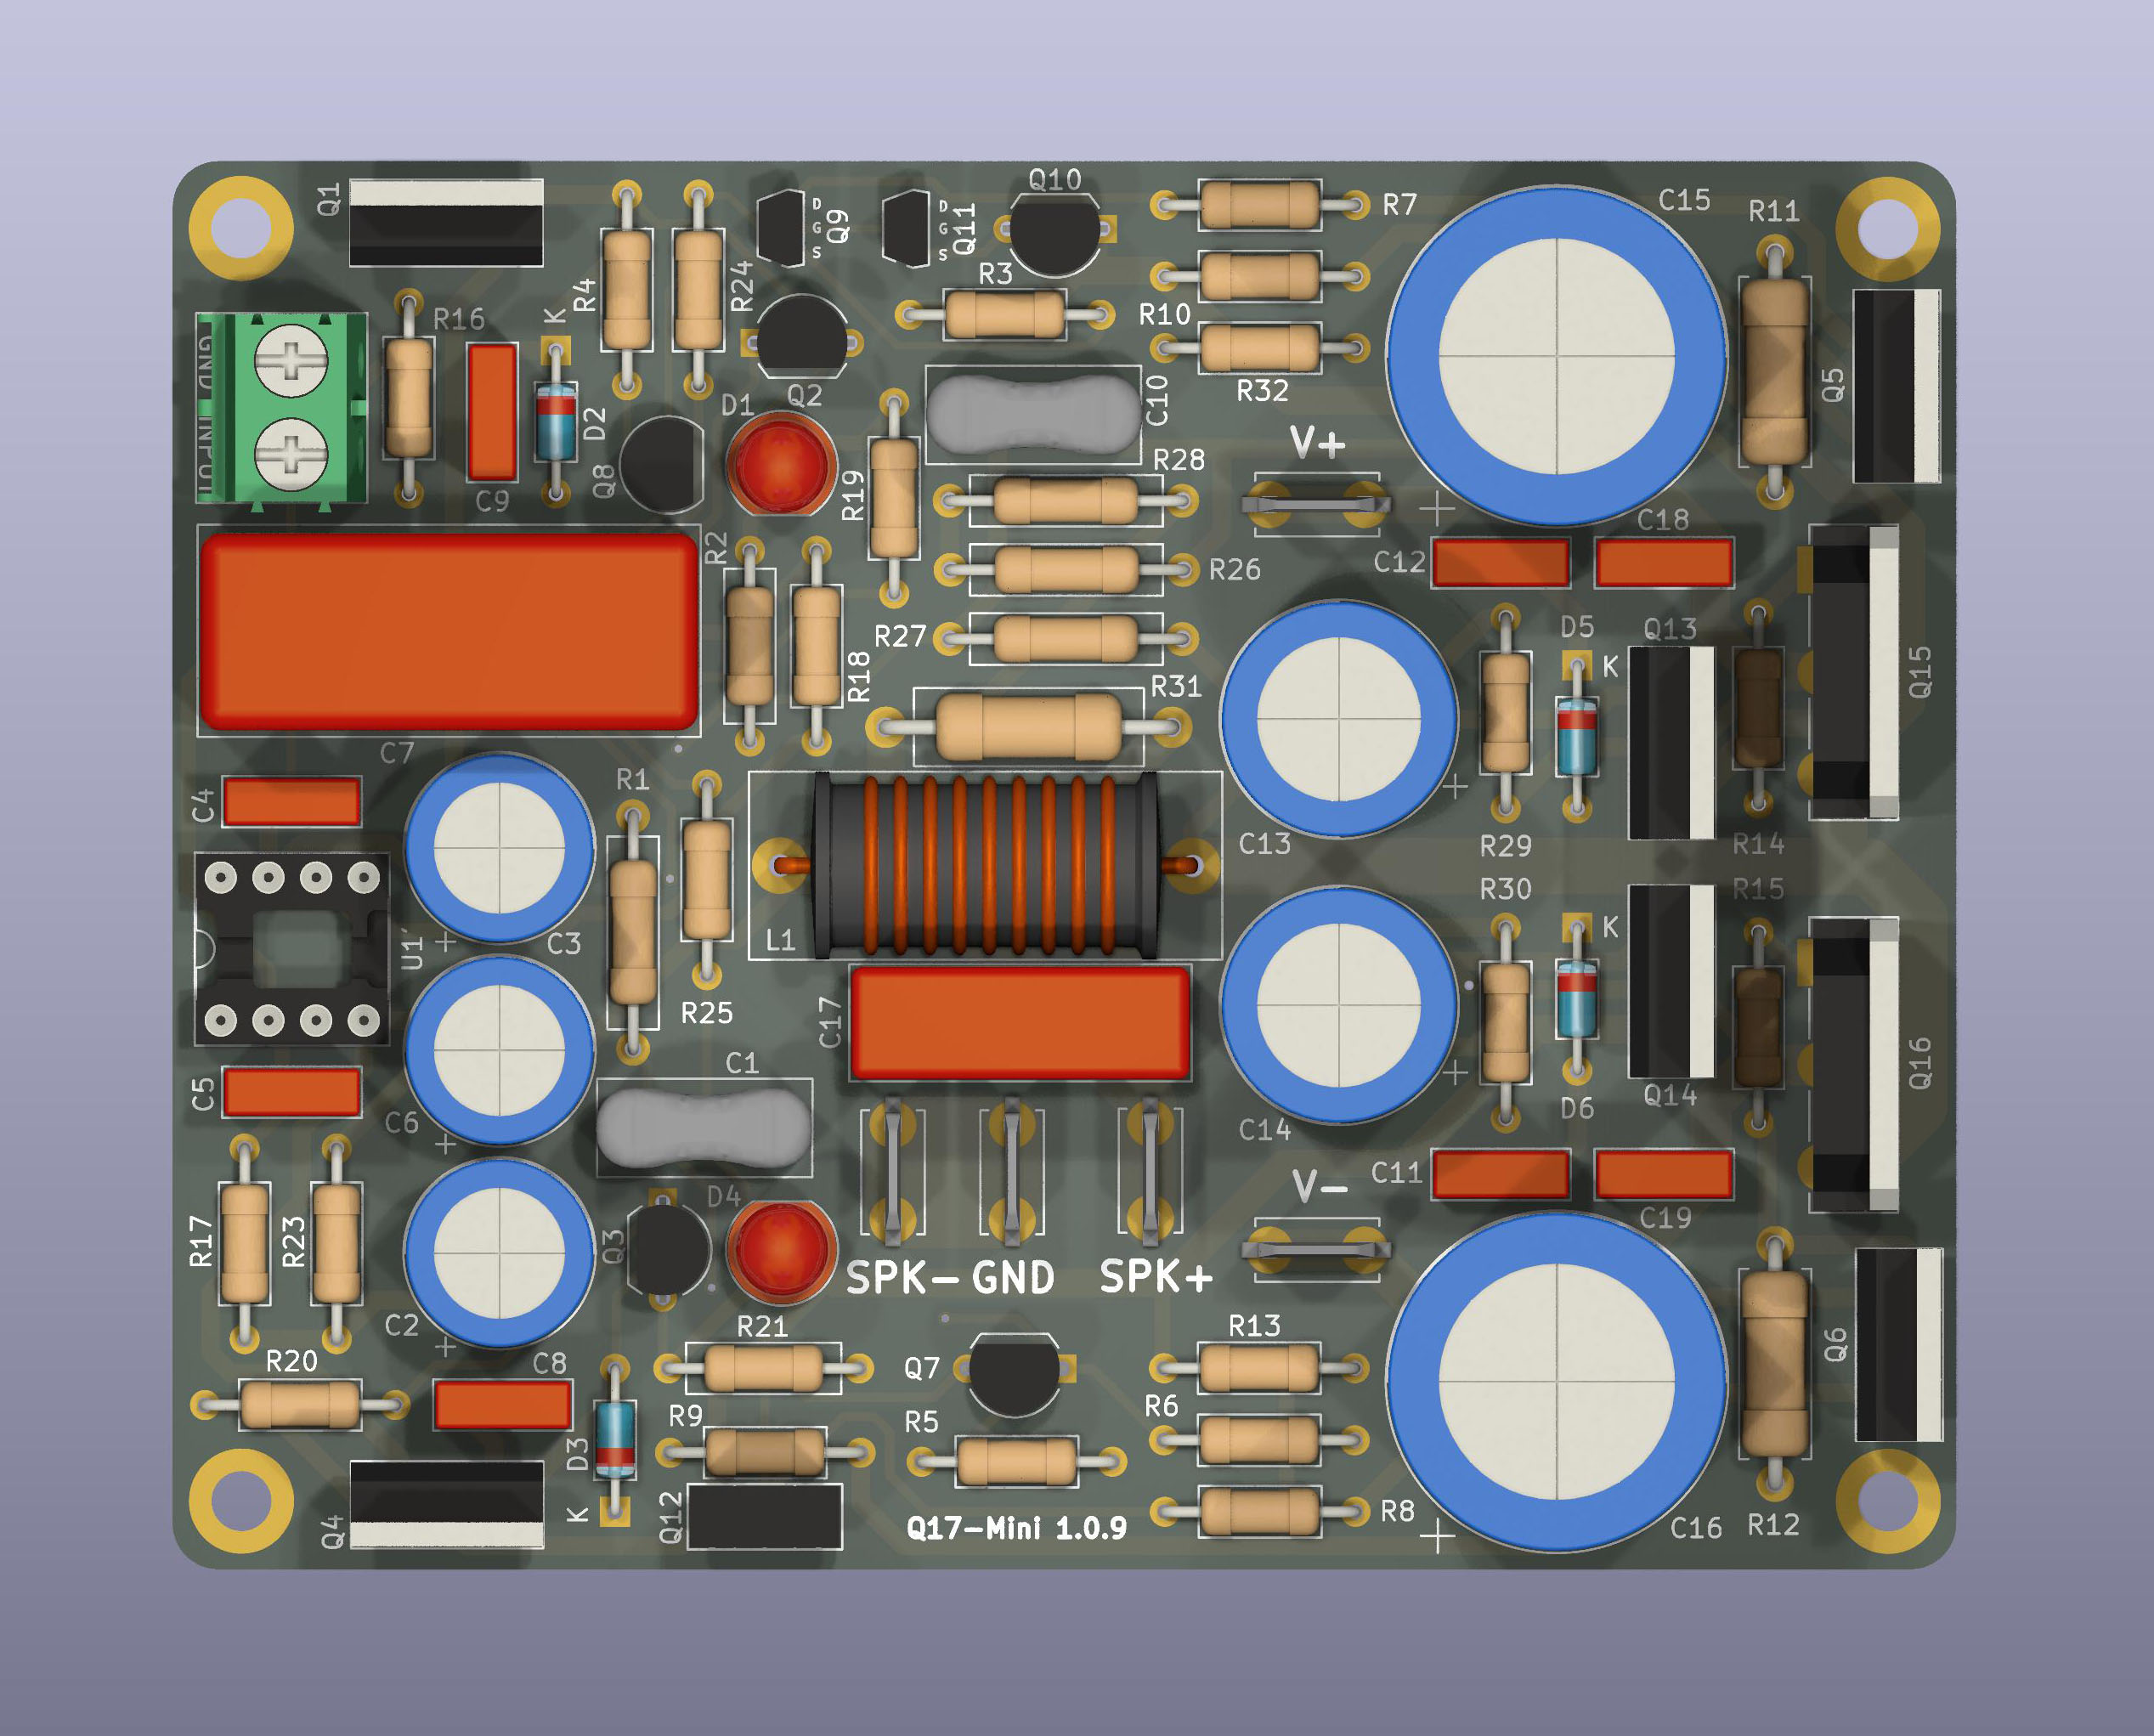 Q1
Q10
R7
C15
R11
D
G
S
Q9
D
G
S
Q11
R4
R24
R3
R10
R16
K
GND
INPUT
C9
D2
Q8
D1
Q2
R32
C10
R19
R28
V+
Q5
C18
C12
R2
R26
R27
R18
R31
D5
K
Q13
Q15
C7
C4
R1
C13
R29
R14
R30
R15
L1
U1
C3
K
R25
C17
C1
C5
C6
C14
D6
Q14
Q16
D4
V-
C11
C19
R17
R23
Q3
SPK-
GND
SPK+
C2
R21
R13
Q6
R20
C8
Q7
R9
R5
R6
D3
K
Q4
Q12
Q17-Mini 1.0.9
R8
C16
R12